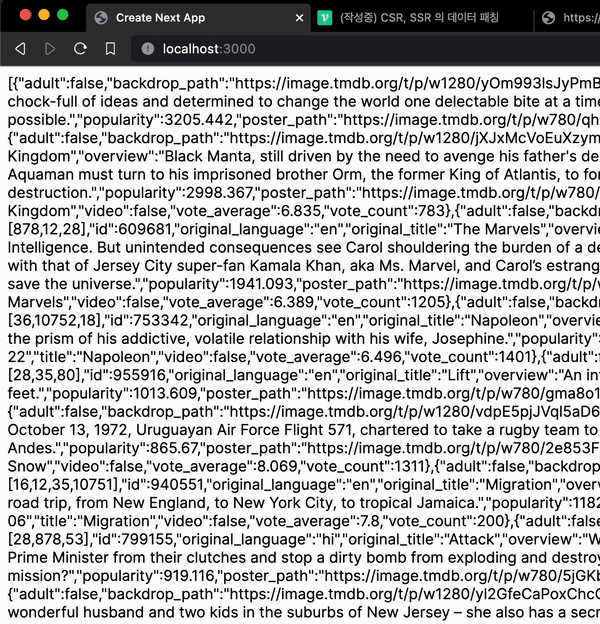 Create Next App
(작성중) CSR, SSR 의 데이터 패칭
https:/
localhost:3000
[{"adult":false,"backdrop_path":"https://image.tmdb.org/t/p/w1280/yOm993lsJyPmB
chock-full of ideas and determined to change the world one delectable bite at a time
possible.","popularity":3205.442,"poster_path":"https://image.tmdb.org/t/p/w780/qh
{"adult":false,"backdrop_path":"https://image.tmdb.org/t/p/w1280/jXJxMcVoEuXzym
Kingdom","overview":"Black Manta, still driven by the need to avenge his father's de
Aquaman must turn to his imprisoned brother Orm, the former King of Atlantis, to for
destruction.","popularity":2998.367,"poster_path":"https://image.tmdb.org/t/p/w780/
Kingdom","video":false,"vote_average":6.835,"vote_count":783},{"adult":false,"backd
[878,12,28],"id":609681,"original_language":"en","original_title":"The Marvels","overvi
Intelligence. But unintended consequences see Carol shouldering the burden of a de
with that of Jersey City super-fan Kamala Khan, aka Ms. Marvel, and Carol's estrang
save the universe.","popularity":1941.093,"poster_path":"https://image.tmdb.org/t/p/w
Marvels","video":false,"vote_average":6.389,"vote_count":1205},{"adult":false,"backd
[36,10752,18],"id":753342,"original_language":"en","original_title":"Napoleon","overvie
the prism of his addictive, volatile relationship with his wife, Josephine.","popularity":
22","title":"Napoleon","video":false,"vote_average":6.496,"vote_count":1401},{"adult":f
[28,35,80],"id":955916,"original_language":"en","original_title":"Lift","overview":"An int
feet.","popularity":1013.609,"poster_path":"https://image.tmdb.org/t/p/w780/gma8o1
{"adult":false,"backdrop_path":"https://image.tmdb.org/t/p/w1280/vdpE5pjJVql5aD6
October 13, 1972, Uruguayan Air Force Flight 571, chartered to take a rugby team to
Andes.","popularity":865.67,"poster_path":"https://image.tmdb.org/t/p/w780/2e853F
Snow","video":false,"vote_average":8.069,"vote_count":1311},{"adult":false,"backdrop
[16,12,35,10751],"id":940551,"original_language":"en","original_title":"Migration","over
road trip, from New England, to New York City, to tropical Jamaica.","popularity":1182
06","title":"Migration","video":false,"vote_average":7.8,"vote_count":200},{"adult":fals
[28,878,53],"id":799155,"original_language":"hi","original_title":"Attack","overview":"W
Prime Minister from their clutches and stop a dirty bomb from exploding and destroy
mission?","popularity":919.116,"poster_path":"https://image.tmdb.org/t/p/w780/5jGKb
{"adult":false,"backdrop_path":"https://image.tmdb.org/t/p/w1280/yl2GfeCaPoxChcG
wonderful husband and two kids in the suburbs of New Jersey – she also has a secr